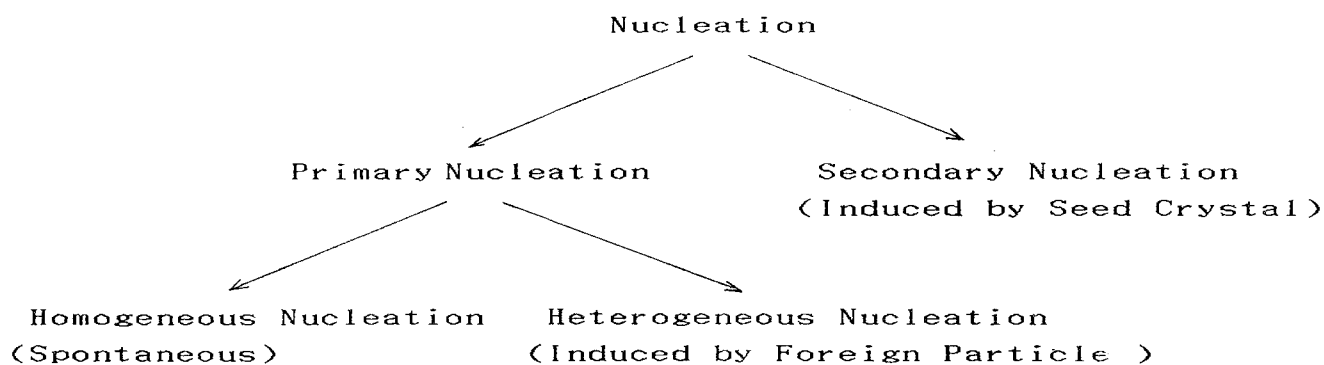 Nucleation
Primary Nucleation
Secondary Nucleation
(Induced by Seed Crystal)
Homogeneous Nucleation
(Spontaneous)
Heterogeneous Nucleation
(Induced by Foreign Particle )